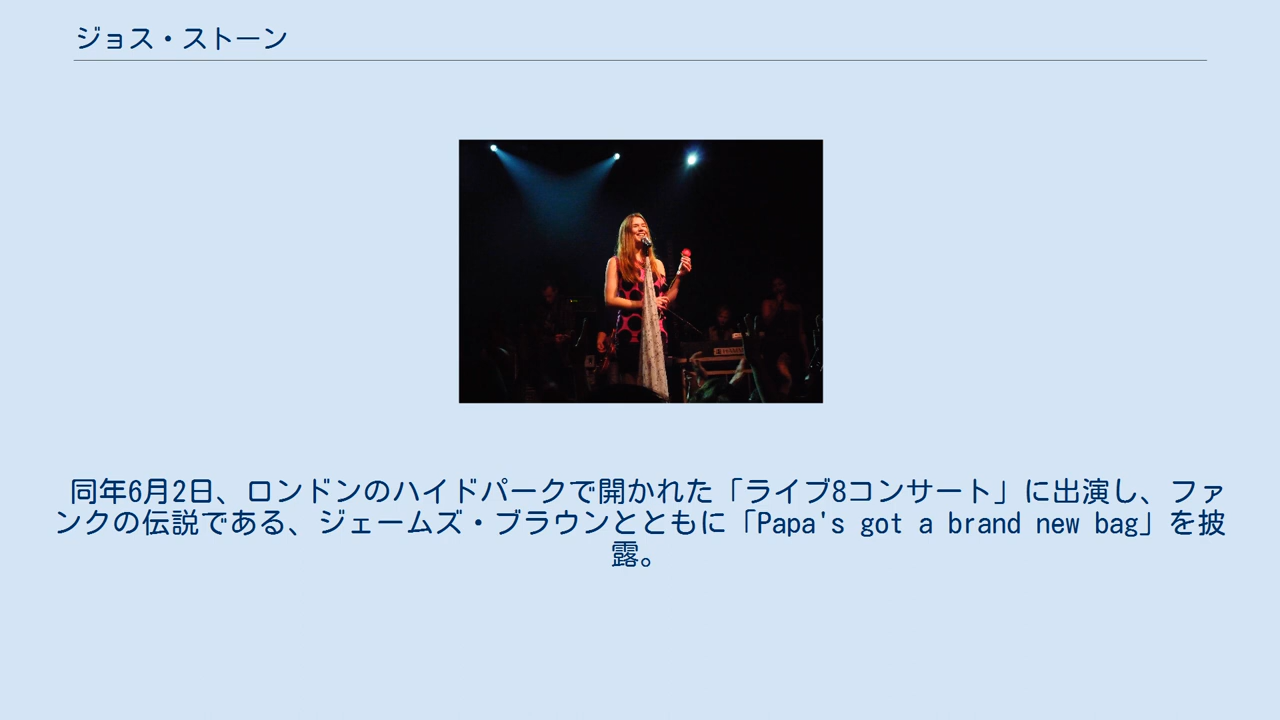 ジョス・ストーン
同年6月2日、ロンドンのハイドパークで開かれた「ライブ8コンサート」に出演し、ファ
ンクの伝説である、ジェームズ・ブラウンとともに「Papa's got a brand new bag」を披
露。